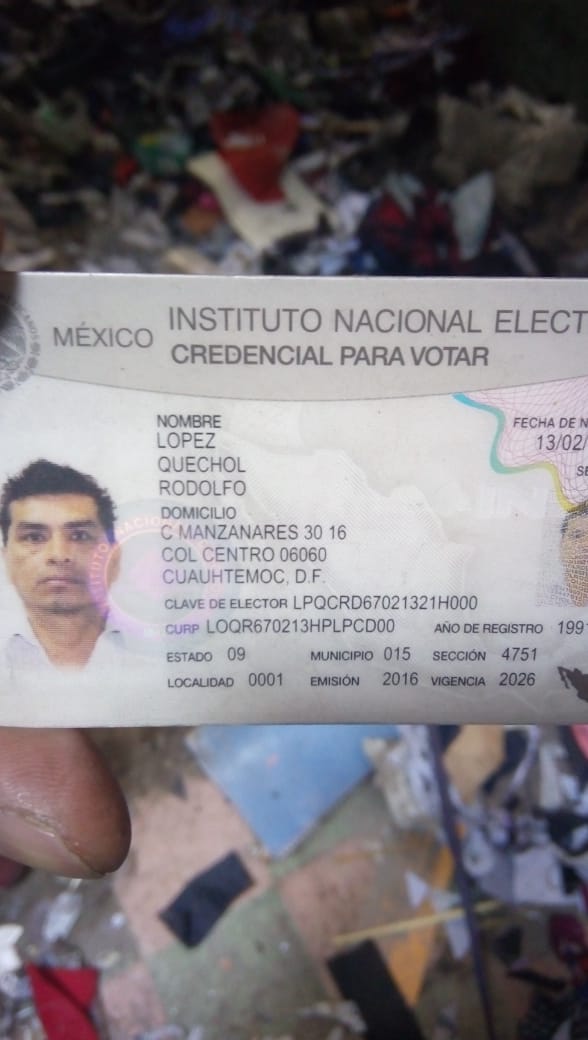 MÉXICO INSTITUTO NACIONAL ELECT
CREDENCIAL PARA VOTAR
NOMBRE
LOPEZ
QUECHOL
RODOLFO
FECHA DE N
13/02/
SE
DOMICILIO
C MANZANARES 30 16
COL CENTRO 06060
CUAUHTEMOC, D.F.
CLAVE DE ELECTOR LPQCRD67021321H000
CURP LOQR670213HPLPCD00 AÑO DE REGISTRO 199
ESTADO 09 MUNICIPIO 015 SECCIÓN 4751
LOCALIDAD 0001 EMISIÓN 2016 VIGENCIA 2026